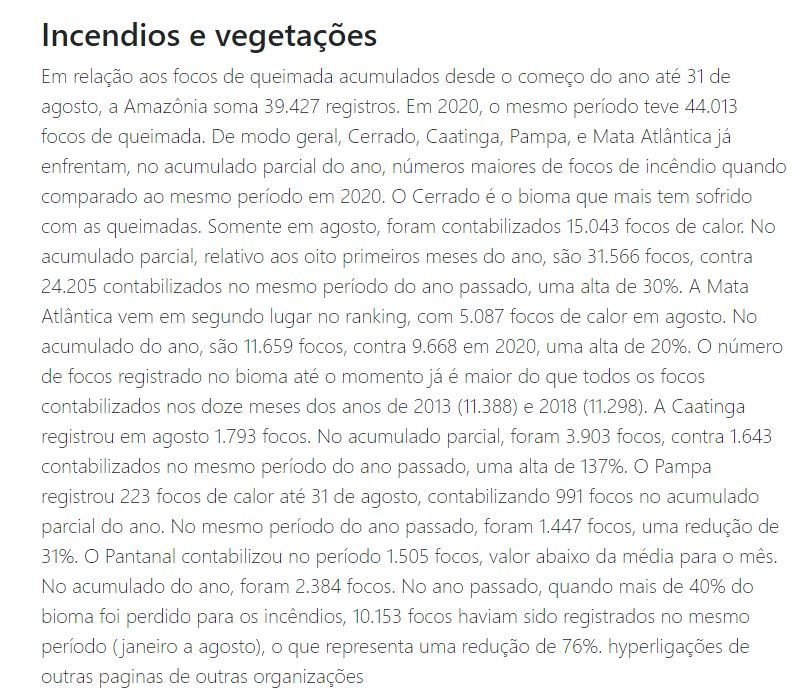 Incendios e vegetações
Em relação aos focos de queimada acumulados desde o começo do ano até 31 de
agosto, a Amazônia soma 39.427 registros. Em 2020, o mesmo período teve 44.013
focos de queimada. De modo geral, Cerrado, Caatinga, Pampa, e Mata Atlântica já
enfrentam, no acumulado parcial do ano, números maiores de focos de incêndio quando
comparado ao mesmo período em 2020. O Cerrado é o bioma que mais tem sofrido
com as queimadas. Somente em agosto, foram contabilizados 15.043 focos de calor. No
acumulado parcial, relativo aos oito primeiros meses do ano, são 31.566 focos, contra
24.205 contabilizados no mesmo período do ano passado, uma alta de 30%. A Mata
Atlântica vem em segundo lugar no ranking, com 5.087 focos de calor em agosto. No
acumulado do ano, são 11.659 focos, contra 9.668 em 2020, uma alta de 20%. O número
de focos registrado no bioma até o momento já é maior do que todos os focos
contabilizados nos doze meses dos anos de 2013 (11.388) e 2018 (11.298). A Caatinga
registrou em agosto 1.793 focos. No acumulado parcial, foram 3.903 focos, contra 1.643
contabilizados no mesmo período do ano passado, uma alta de 137%. O Pampa
registrou 223 focos de calor até 31 de agosto, contabilizando 991 focos no acumulado
parcial do ano. No mesmo período do ano passado, foram 1.447 focos, uma redução de
31%. O Pantanal contabilizou no período 1.505 focos, valor abaixo da média para o mês.
No acumulado do ano, foram 2.384 focos. No ano passado, quando mais de 40% do
bioma foi perdido para os incêndios, 10.153 focos haviam sido registrados no mesmo
período (janeiro a agosto), o que representa uma redução de 76%. hyperligações de
outras paginas de outras organizações